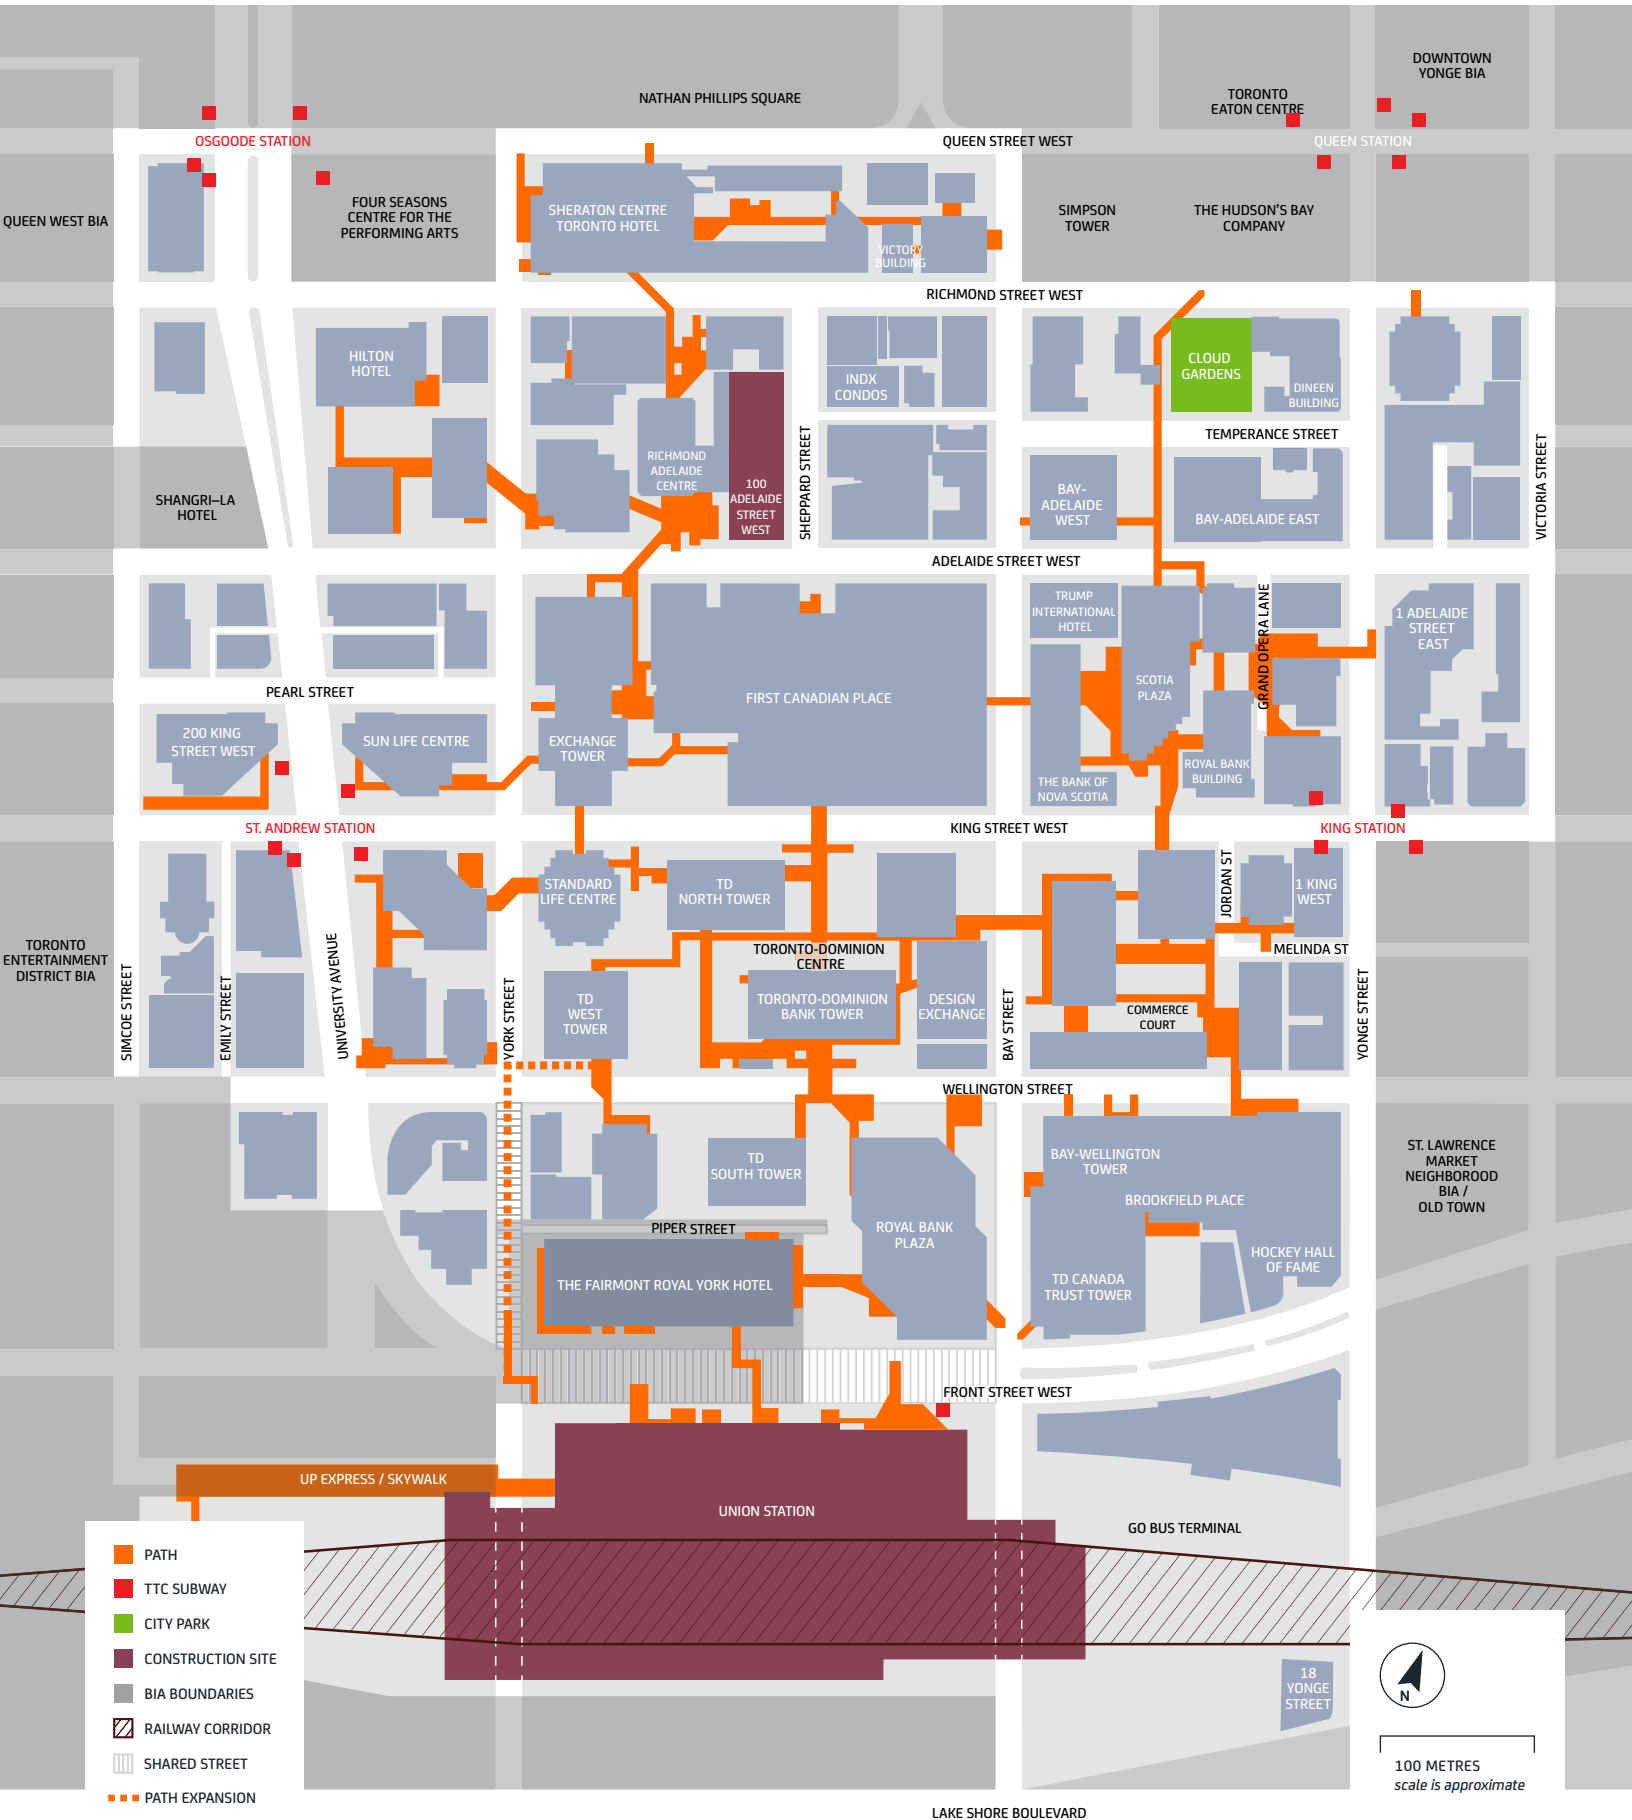 DOWNTOWN
YONGE BIA
NATHAN PHILLIPS SQUARE
TORONTO
EATON CENTRE
OSGOODE STATION
QUEEN STREET WEST
QUEEN STATION
QUEEN WEST BIA
FOUR SEASONS
CENTRE FOR THE
PERFORMING ARTS
SHERATON CENTRE
TORONTO HOTEL
VICTORY
BUILDING
SIMPSON
TOWER
THE HUDSON'S BAY
COMPANY
RICHMOND STREET WEST
HILTON
HOTEL
INDX
CONDOS
CLOUD
GARDENS
DINEEN
BUILDING
TEMPERANCE STREET
SHANGRI–LA
HOTEL
RICHMOND
ADELAIDE
CENTRE
100
ADELAIDE
STREET
WEST
SHEPPARD STREET
BAY-
ADELAIDE
WEST
BAY-ADELAIDE EAST
VICTORIA STREET
ADELAIDE STREET WEST
TRUMP
INTERNATIONAL
HOTEL
GRAND OPERA LANE
1 ADELAIDE
STREET
EAST
PEARL STREET
FIRST CANADIAN PLACE
SCOTIA
PLAZA
200 KING
STREET WEST
SUN LIFE CENTRE
EXCHANGE
TOWER
THE BANK OF
NOVA SCOTIA
ROYAL BANK
BUILDING
ST. ANDREW STATION
KING STREET WEST
KING STATION
STANDARD
LIFE CENTRE
TD
NORTH TOWER
JORDAN ST
1 KING
WEST
TORONTO
ENTERTAINMENT
DISTRICT BIA
TORONTO-DOMINION
CENTRE
MELINDA ST
SIMCOE STREET
EMILY STREET
UNIVERSITY AVENUE
YORK STREET
TD
WEST
TOWER
TORONTO-DOMINION
BANK TOWER
DESIGN
EXCHANGE
BAY STREET
COMMERCE
COURT
YONGE STREET
WELLINGTON STREET
TD
SOUTH TOWER
BAY-WELLINGTON
TOWER
BROOKFIELD PLACE
ST. LAWRENCE
MARKET
NEIGHBOROOD
BIA /
OLD TOWN
PIPER STREET
ROYAL BANK
PLAZA
HOCKEY HALL
OF FAME
THE FAIRMONT ROYAL YORK HOTEL
TD CANADA
TRUST TOWER
FRONT STREET WEST
UP EXPRESS / SKYWALK
UNION STATION
GO BUS TERMINAL
PATH
TTC SUBWAY
CITY PARK
CONSTRUCTION SITE
BIA BOUNDARIES
RAILWAY CORRIDOR
SHARED STREET
PATH EXPANSION
18
YONGE
STREET
N
100 METRES
scale is approximate
LAKE SHORE BOULEVARD